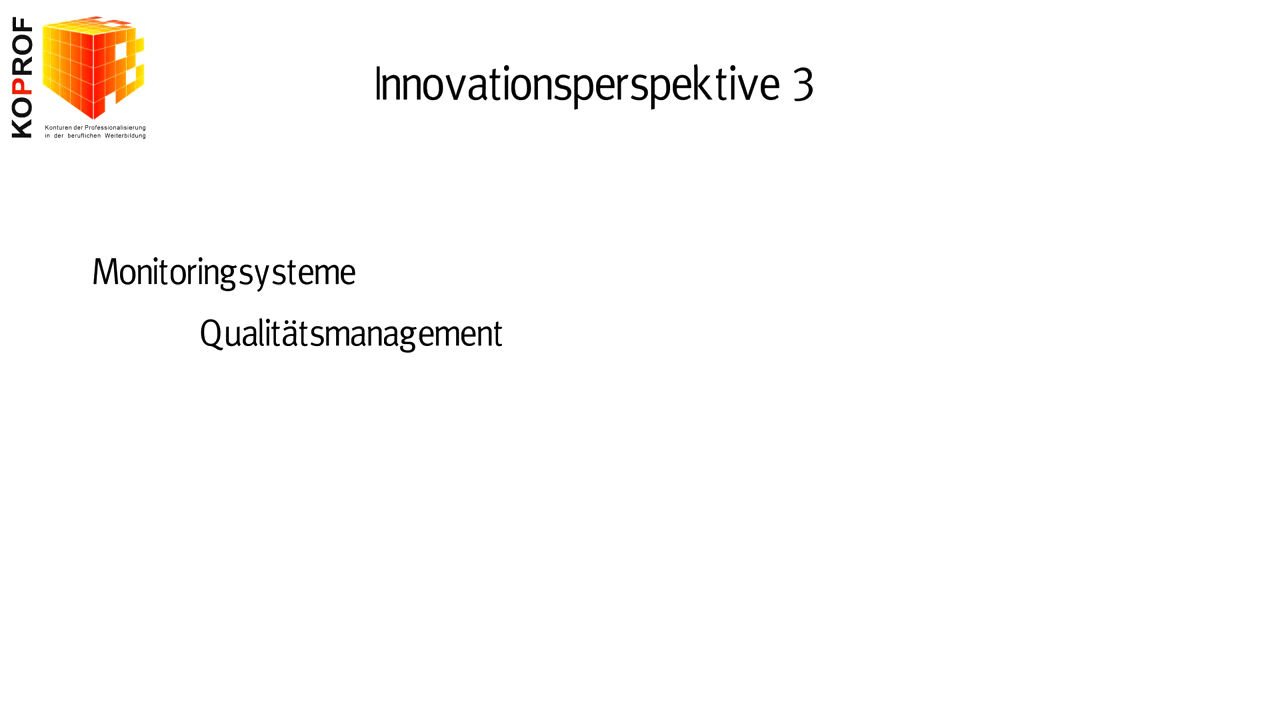 KOPROF
Konturen der Professionalisierung
in der beruflichen Weiterbildung
Innovationsperspektive 3
Monitoringsysteme
Qualitätsmanagement